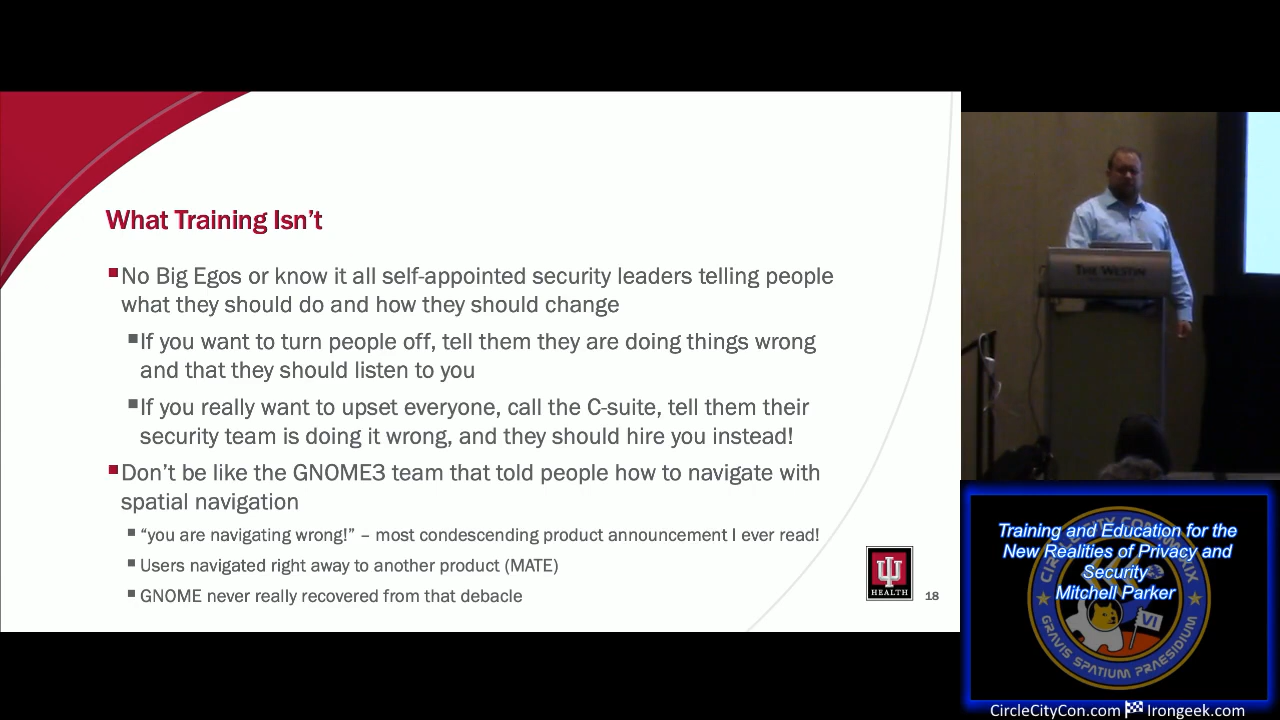 What Training Isn't
No Big Egos or know it all self-appointed security leaders telling people
what they should do and how they should change
If you want to turn people off, tell them they are doing things wrong
and that they should listen to you
If you really want to upset everyone, call the C-suite, tell them their
security team is doing it wrong, and they should hire you instead!
Don't be like the GNOME3 team that told people how to navigate with
spatial navigation
“you are navigating wrong!” – most condescending product announcement I ever read!
Users navigated right away to another product (MATE)
GNOME never really recovered from that debacle
HEALTH
18
THE WESTIN
Training and Education for the
New Realities of Privacy and
Security
Mitchell Parker
VI
GRAVIS SPATIUM PRAESIDIUM
CircleCityCon.com Irongeek.com